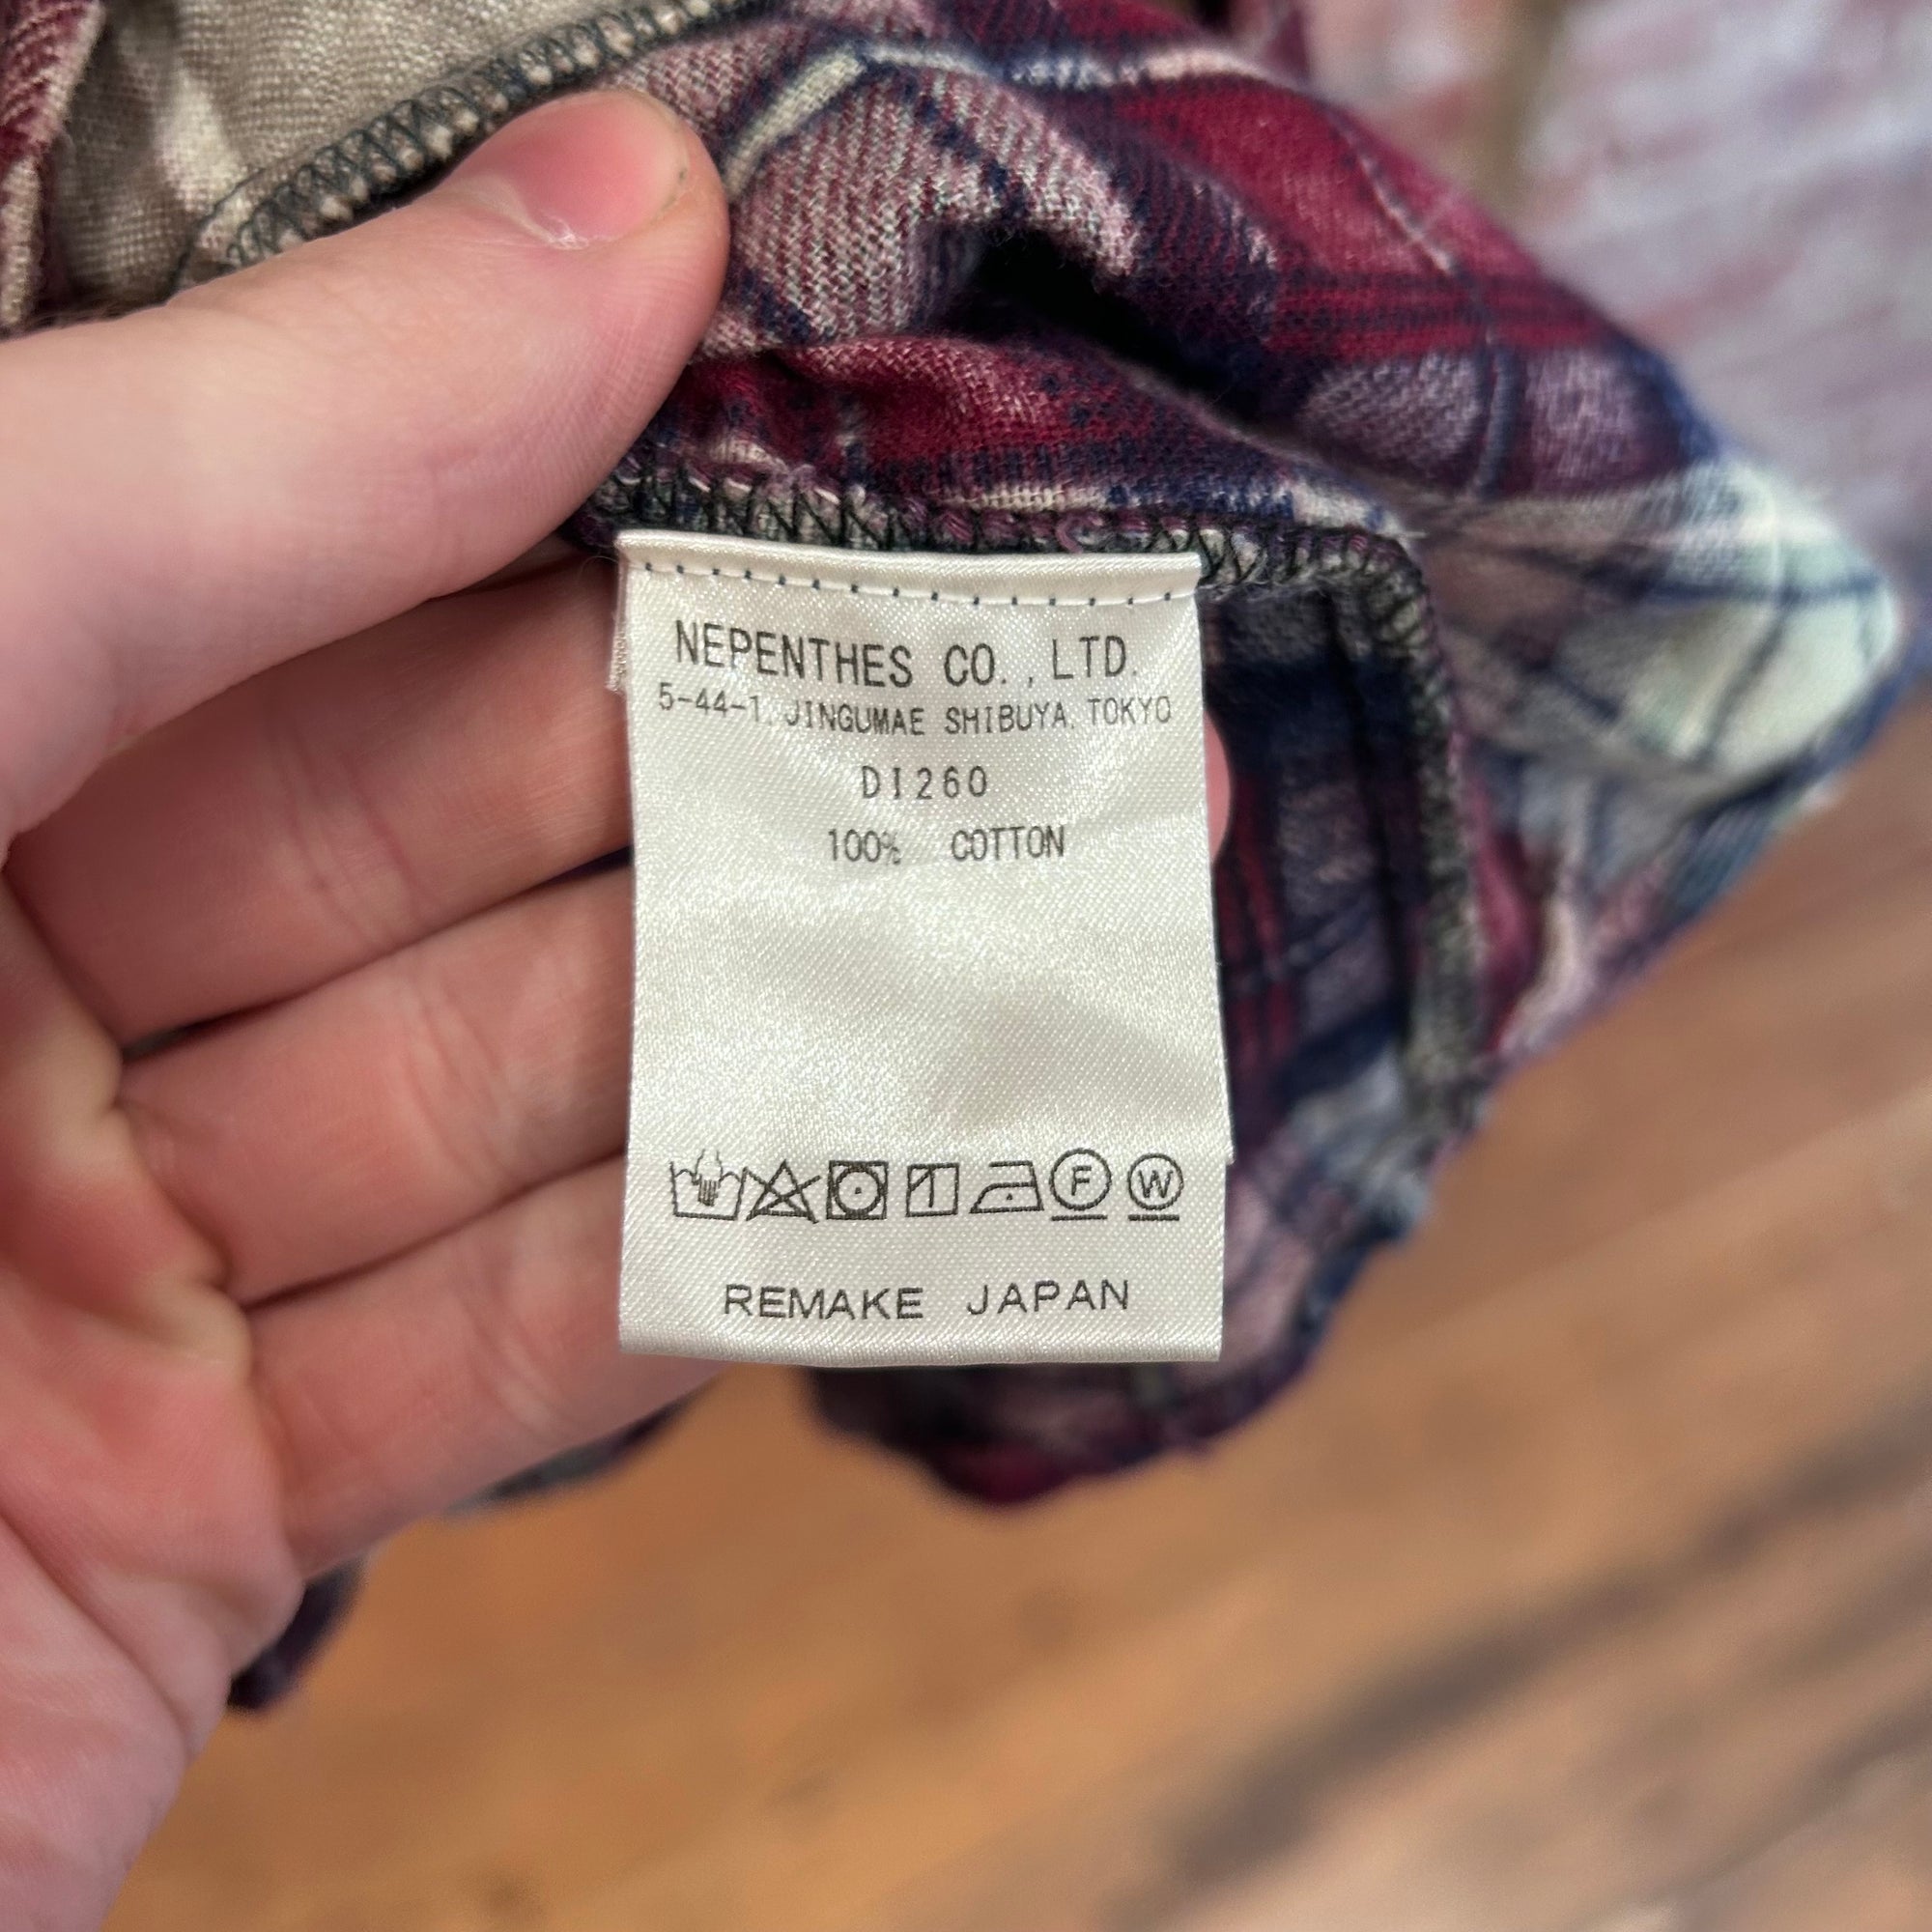 NEPENTHES CO., LTD.
5-44-1, JINGUMAE SHIBUYA, TOKYO
DI260
100% COTTON
F W
REMAKE JAPAN